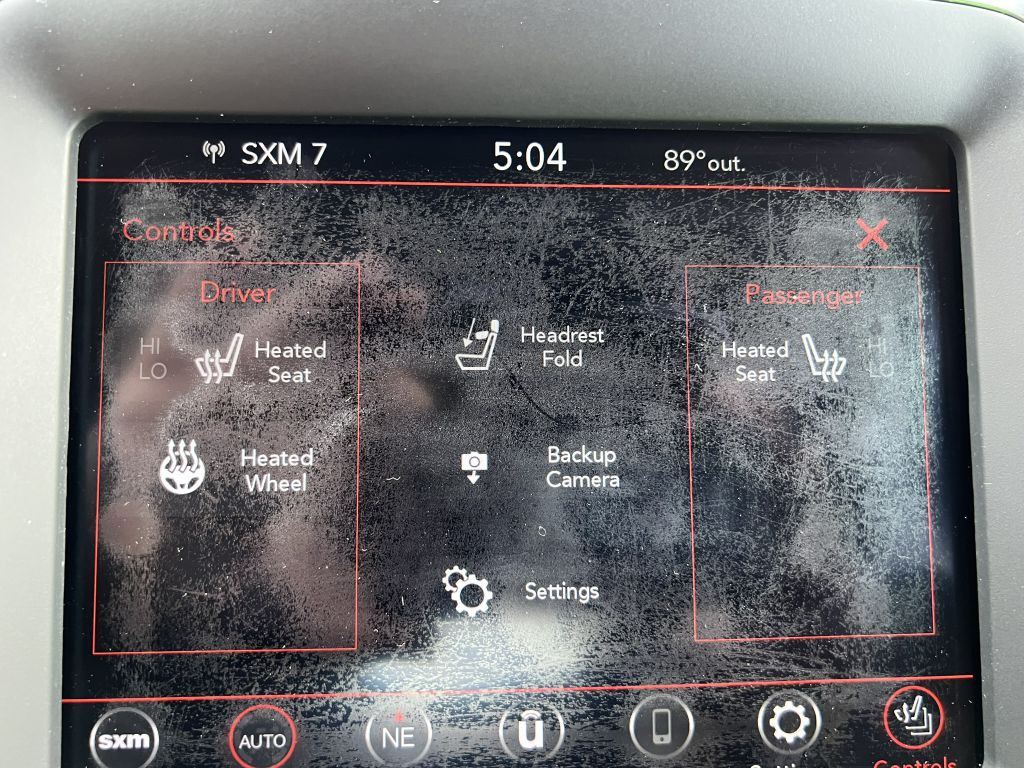 SXM 7
5:04
89° out.
Controls
Driver
HI
LO
Heated
Seat
Heated
Wheel
Headrest
Fold
Backup
Camera
Settings
Passenger
Heated
Seat
HI
LO
sxm
AUTO
NE
Controls